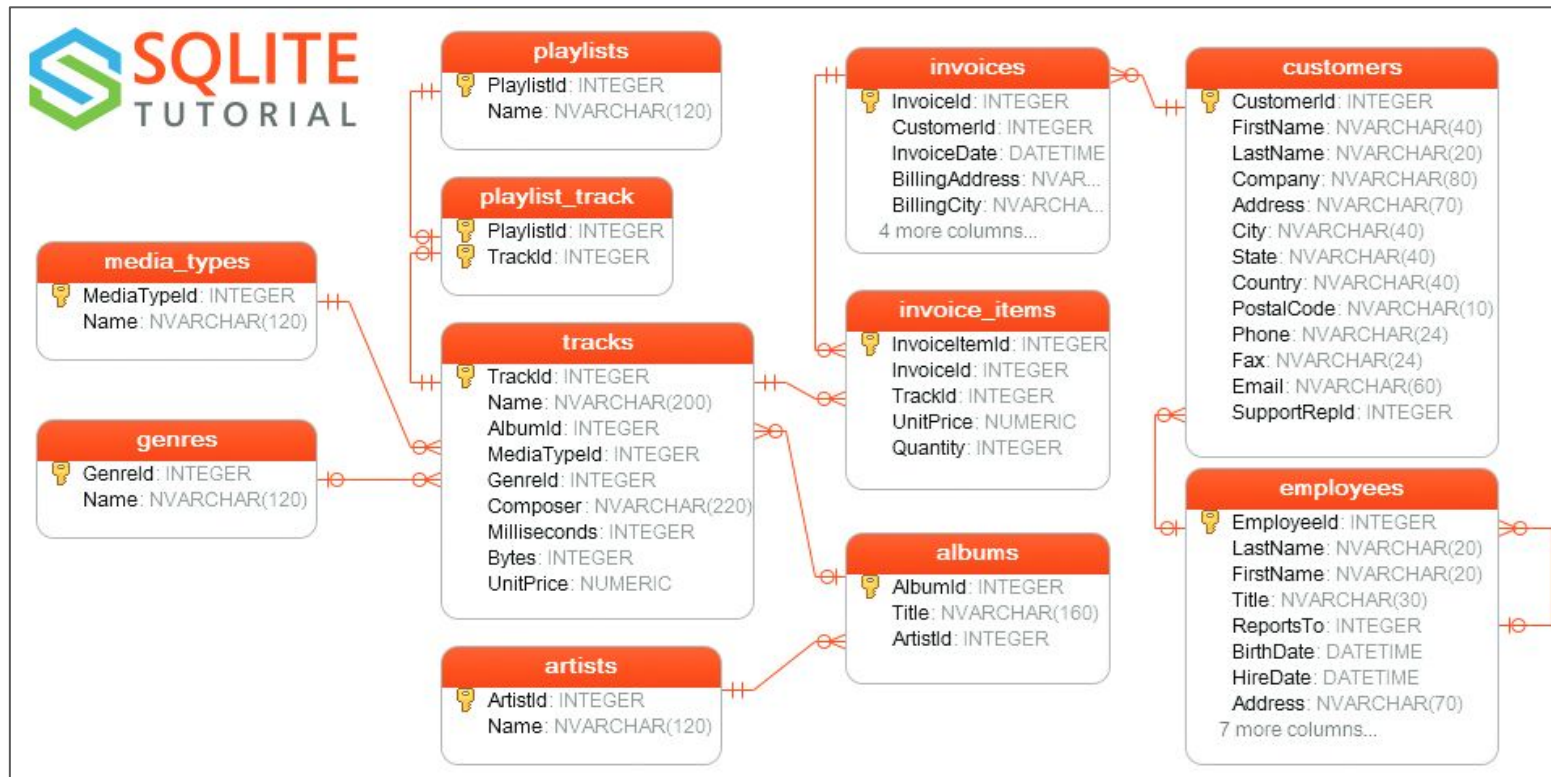 SQLITE
TUTORIAL
playlists
PlaylistId: INTEGER
Name: NVARCHAR(120)
playlist_track
PlaylistId: INTEGER
TrackId: INTEGER
media_types
MediaTypeId: INTEGER
Name: NVARCHAR(120)
genres
GenreId: INTEGER
Name: NVARCHAR(120)
tracks
TrackId: INTEGER
Name: NVARCHAR(200)
AlbumId: INTEGER
MediaTypeId: INTEGER
GenreId: INTEGER
Composer: NVARCHAR(220)
Milliseconds: INTEGER
Bytes: INTEGER
UnitPrice: NUMERIC
artists
ArtistId: INTEGER
Name: NVARCHAR(120)
invoices
InvoiceId: INTEGER
CustomerId: INTEGER
InvoiceDate: DATETIME
BillingAddress: NVAR...
BillingCity: NVARCHA...
4 more columns...
invoice_items
InvoiceItemId: INTEGER
InvoiceId: INTEGER
TrackId: INTEGER
UnitPrice: NUMERIC
Quantity: INTEGER
albums
AlbumId: INTEGER
Title: NVARCHAR(160)
ArtistId: INTEGER
customers
CustomerId: INTEGER
FirstName: NVARCHAR(40)
LastName: NVARCHAR(20)
Company: NVARCHAR(80)
Address: NVARCHAR(70)
City: NVARCHAR(40)
State: NVARCHAR(40)
Country: NVARCHAR(40)
PostalCode: NVARCHAR(10)
Phone: NVARCHAR(24)
Fax: NVARCHAR(24)
Email: NVARCHAR(60)
SupportRepId: INTEGER
employees
EmployeeId: INTEGER
LastName: NVARCHAR(20)
FirstName: NVARCHAR(20)
Title: NVARCHAR(30)
ReportsTo: INTEGER
BirthDate: DATETIME
HireDate: DATETIME
Address: NVARCHAR(70)
7 more columns...